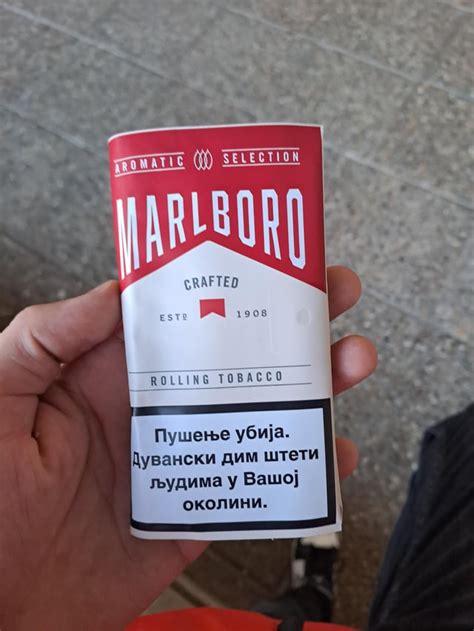 AROMATIC SELECTION
MARLBORO
CRAFTED
ESTD 1908
ROLLING TOBACCO
Пушење убија.
Дувански дим штети
људима у Вашој
околини.